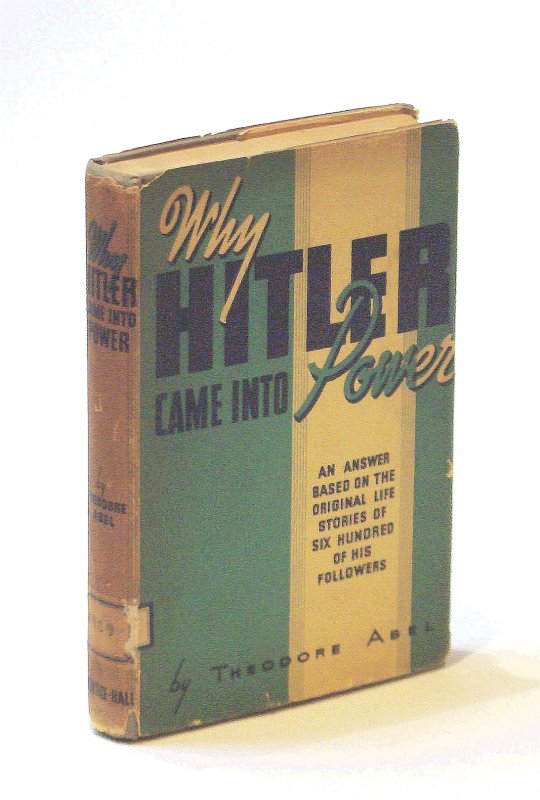 Why
HITLER
CAME INTO
Power
AN ANSWER
BASED ON THE
ORIGINAL LIFE
STORIES OF
SIX HUNDRED
OF HIS
FOLLOWERS
by THEODORE ABEL
Why
HITLER
CAME INTO
POWER
by
THEODORE
ABEL
HALL